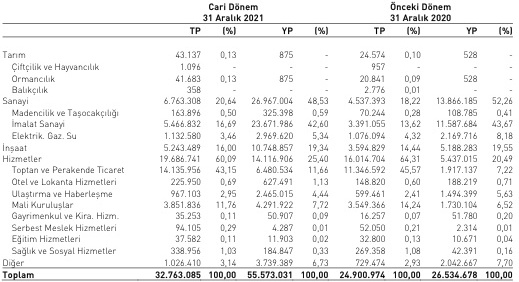 Cari Dönem Önceki Dönem
31 Aralık 2021 31 Aralık 2020
TP (%) YP (%) TP (%) YP (%)
Tarım 43.137 0,13 875 - 24.574 0,10 528 -
Çiftçilik ve Hayvancılık 1.096 - - - 957 - - -
Ormancılık 41.683 0,13 875 - 20.841 0,09 528 -
Balıkçılık 358 - - - 2.776 0,01 - -
Sanayi 6.763.308 20,64 26.967.004 48,53 4.537.393 18,22 13.866.185 52,26
Madencilik ve Taşocakçılığı 163.896 0,50 325.398 0,59 70.244 0,28 108.785 0,41
İmalat Sanayi 5.466.832 16,69 23.671.986 42,60 3.391.055 13,62 11.587.684 43,67
Elektrik, Gaz, Su 1.132.580 3,46 2.969.620 5,34 1.076.094 4,32 2.169.716 8,18
İnşaat 5.243.489 16,00 10.748.857 19,34 3.594.829 14,44 5.188.283 19,55
Hizmetler 19.686.741 60,09 14.116.906 25,40 16.014.704 64,31 5.437.015 20,49
Toptan ve Perakende Ticaret 14.135.956 43,15 6.480.534 11,66 11.346.592 45,57 1.917.137 7,22
Otel ve Lokanta Hizmetleri 225.950 0,69 627.491 1,13 148.820 0,60 188.219 0,71
Ulaştırma ve Haberleşme 967.103 2,95 2.465.015 4,44 599.461 2,41 1.494.399 5,63
Mali Kuruluşlar 3.851.836 11,76 4.291.922 7,72 3.549.366 14,24 1.730.104 6,52
Gayrimenkul ve Kira. Hizm. 35.253 0,11 50.907 0,09 16.257 0,07 51.780 0,20
Serbest Meslek Hizmetleri 94.105 0,29 4.287 0,01 52.050 0,21 2.314 0,01
Eğitim Hizmetleri 37.582 0,11 11.903 0,02 32.800 0,13 10.671 0,04
Sağlık ve Sosyal Hizmetler 338.956 1,03 184.847 0,33 269.358 1,08 42.391 0,16
Diğer 1.026.410 3,14 3.739.389 6,73 729.474 2,93 2.042.667 7,70
Toplam 32.763.085 100,00 55.573.031 100,00 24.900.974 100,00 26.534.678 100,00